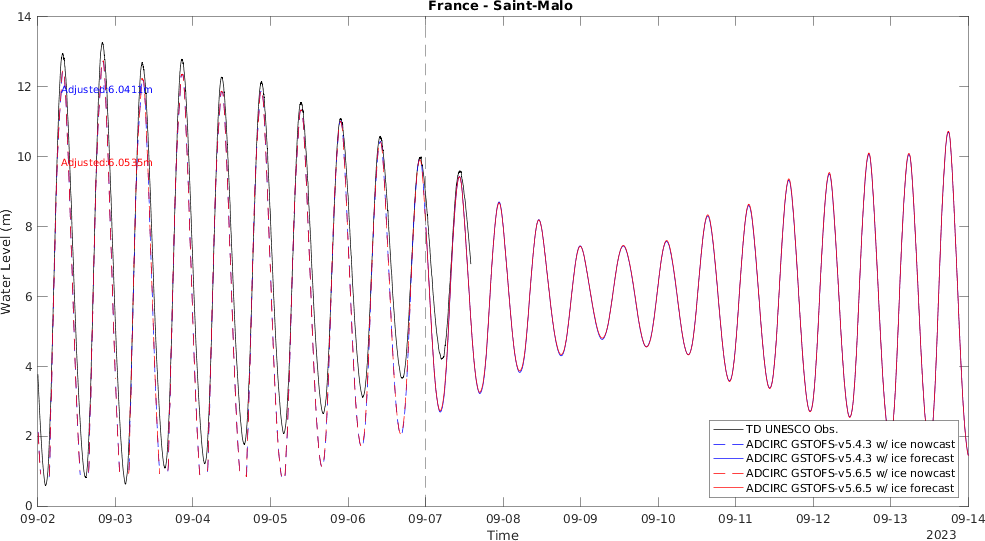 France - Saint-Malo
Water Level (m)
14
12
10
8
6
4
2
0
Adjusted:6.0411m
Adjusted:6.0535m
TD UNESCO Obs.
ADCIRC GSTOFS-v5.4.3 w/ ice nowcast
ADCIRC GSTOFS-v5.4.3 w/ ice forecast
ADCIRC GSTOFS-v5.6.5 w/ ice nowcast
ADCIRC GSTOFS-v5.6.5 w/ ice forecast
09-02 09-03 09-04 09-05 09-06 09-07 09-08 09-09 09-10 09-11 09-12 09-13 09-14
Time
2023